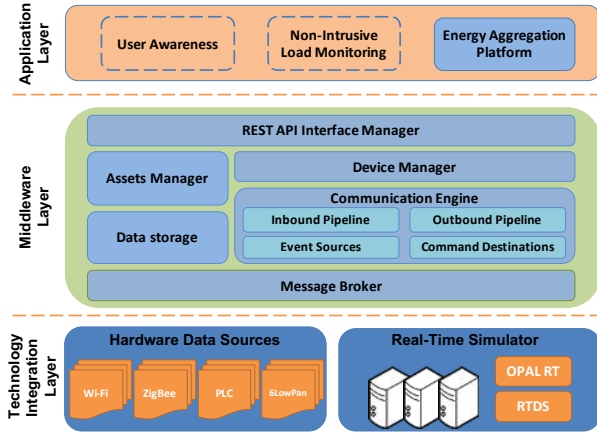 Application
Layer
User Awareness
Non-Intrusive
Load Monitoring
Energy Aggregation
Platform
Middleware
Layer
REST API Interface Manager
Assets Manager
Device Manager
Data storage
Communication Engine
Inbound Pipeline
Outbound Pipeline
Event Sources
Command Destinations
Message Broker
Technology
Integration
Layer
Hardware Data Sources
Wi-Fi
ZigBee
PLC
6LowPan
Real-Time Simulator
OPAL RT
RTDS